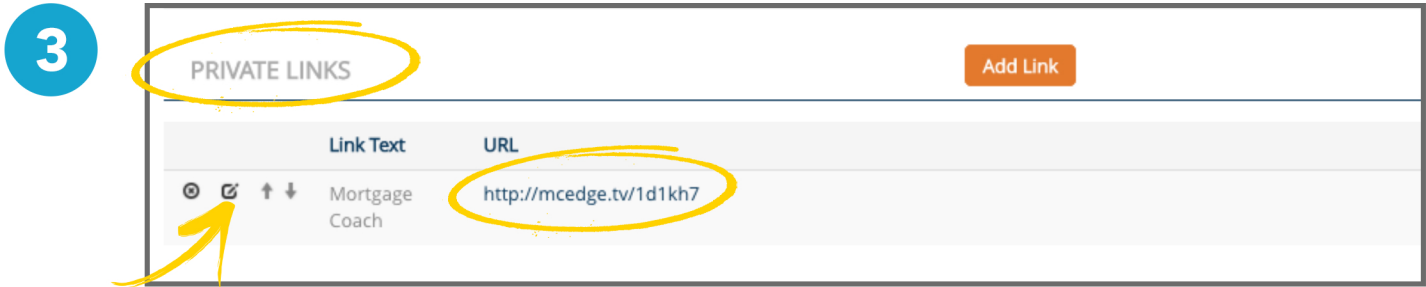 3
PRIVATE LINKS
Add Link
Link Text URL
Mortgage http://mcedge.tv/1d1kh7
Coach